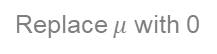 Replace 𝜇 with 0